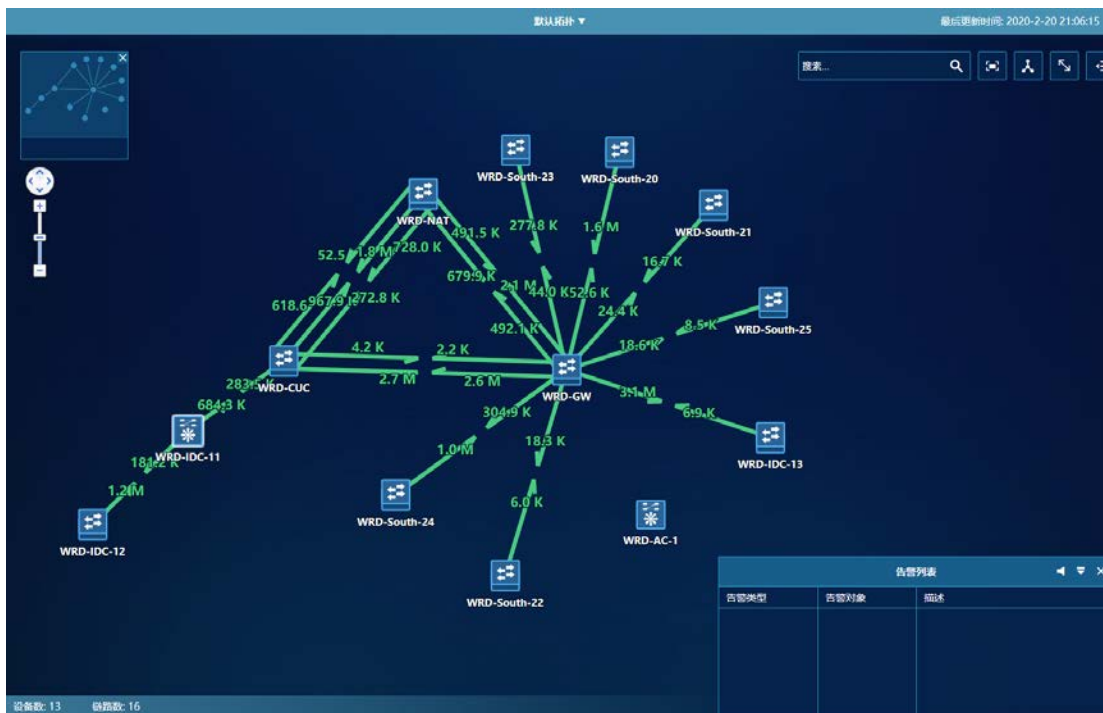 默认拓扑 ▼
最后更新时间: 2020-2-20 21:06:15
搜索...
WRD-South-23
WRD-South-20
WRD-NAT
WRD-South-21
277.8 K
1.6 M
491.5 K
52.5
1.8 M
728.0 K
16.7 K
679.9 K
2.1 M
44.0 K
52.6 K
618.6
967.9 K
272.8 K
24.4 K
WRD-South-25
8.5 K
492.1 K
18.6 K
4.2 K
2.2 K
WRD-CUC
2.7 M
2.6 M
WRD-GW
283.5 K
3.1 M
684.3 K
304.9 K
6.9 K
18.3 K
1.0 M
WRD-IDC-11
181.2 K
WRD-IDC-13
1.2 M
6.0 K
WRD-South-24
WRD-AC-1
WRD-IDC-12
WRD-South-22
告警列表
告警类型
告警对象
描述
设备数: 13
链路数: 16